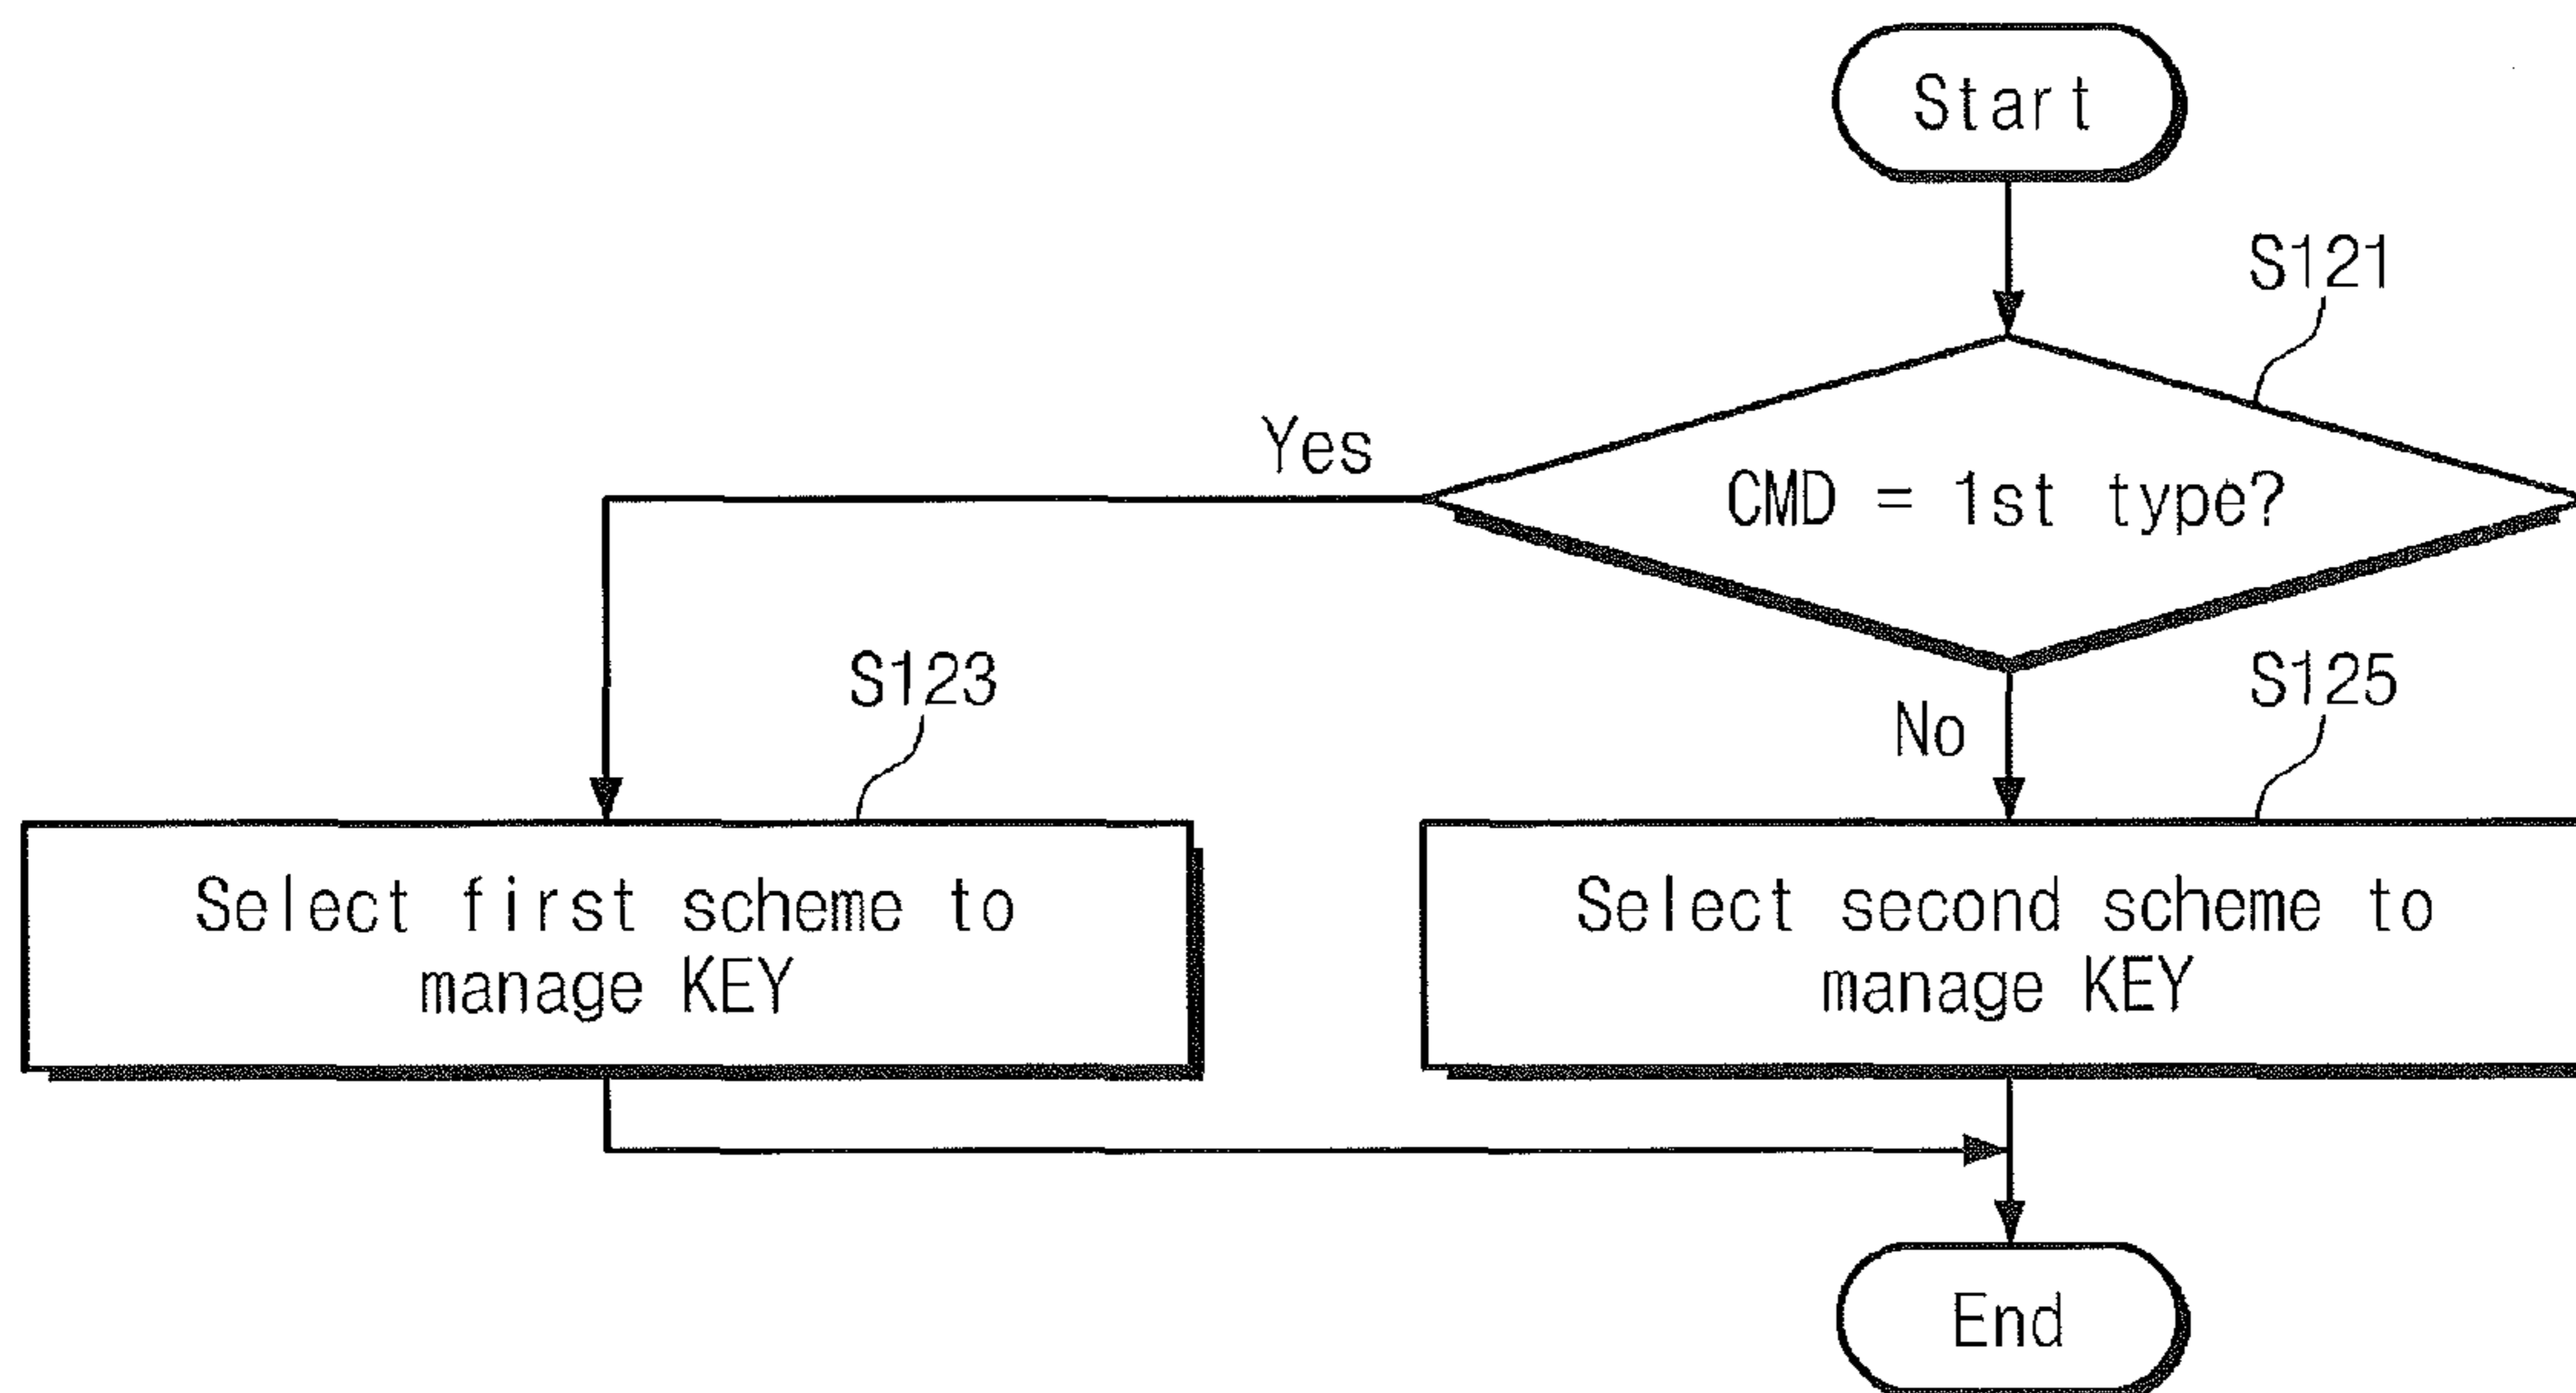 Start
S121
Yes
CMD = 1st type?
S123
S125
No
Select first scheme to
manage KEY
Select second scheme to
manage KEY
End